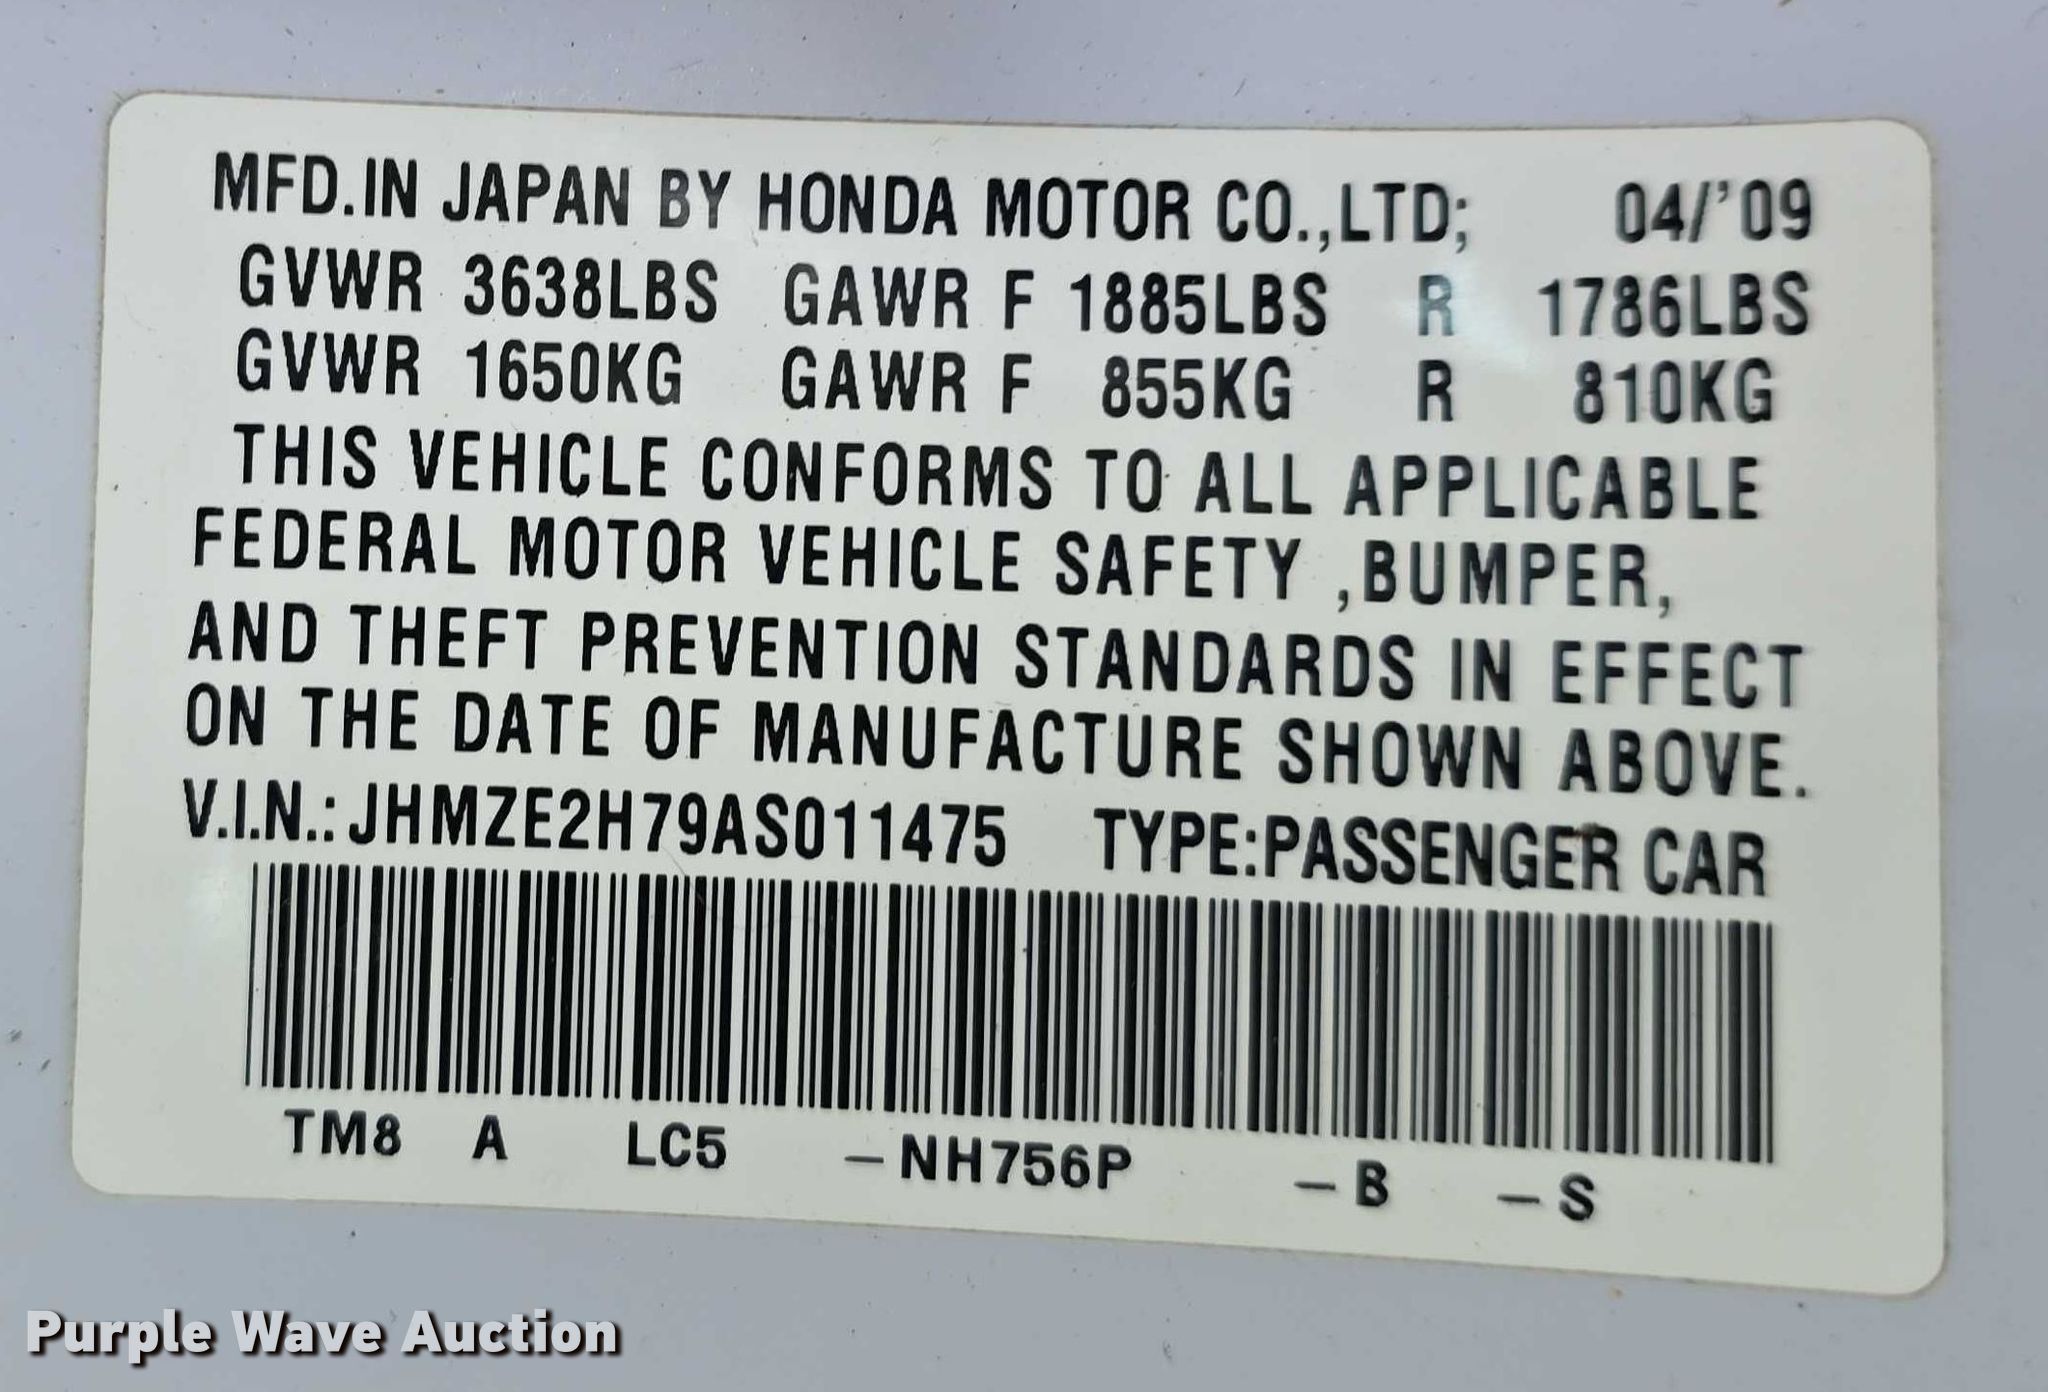 MFD.IN JAPAN BY HONDA MOTOR CO.,LTD; 04/'09
GVWR 3638LBS GAWR F 1885LBS R 1786LBS
GVWR 1650KG GAWR F 855KG R 810KG
THIS VEHICLE CONFORMS TO ALL APPLICABLE
FEDERAL MOTOR VEHICLE SAFETY ,BUMPER,
AND THEFT PREVENTION STANDARDS IN EFFECT
ON THE DATE OF MANUFACTURE SHOWN ABOVE.
V.I.N.: JHMZE2H79AS011475 TYPE:PASSENGER CAR
TM8 A LC5 –NH756P –B –S
Purple Wave Auction